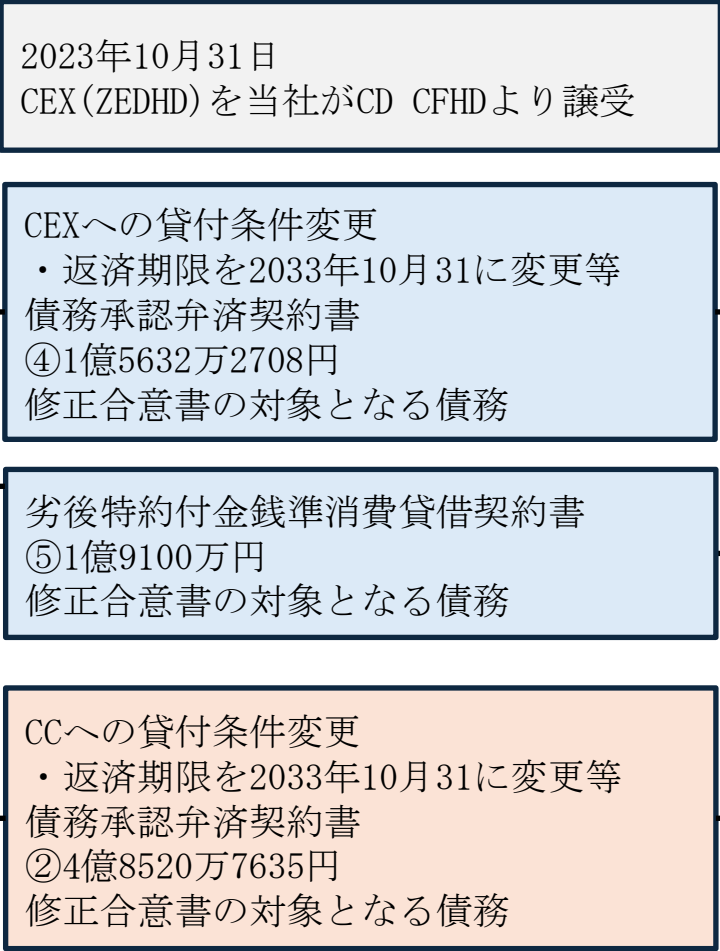 2023年10月31日
CEX(ZEDHD)を当社がCD CFHDより譲受
CEXへの貸付条件変更
・返済期限を2033年10月31に変更等
債務承認弁済契約書
④1億5632万2708円
修正合意書の対象となる債務
劣後特約付金銭準消費貸借契約書
⑤1億9100万円
修正合意書の対象となる債務
CCへの貸付条件変更
・返済期限を2033年10月31に変更等
債務承認弁済契約書
②4億8520万7635円
修正合意書の対象となる債務